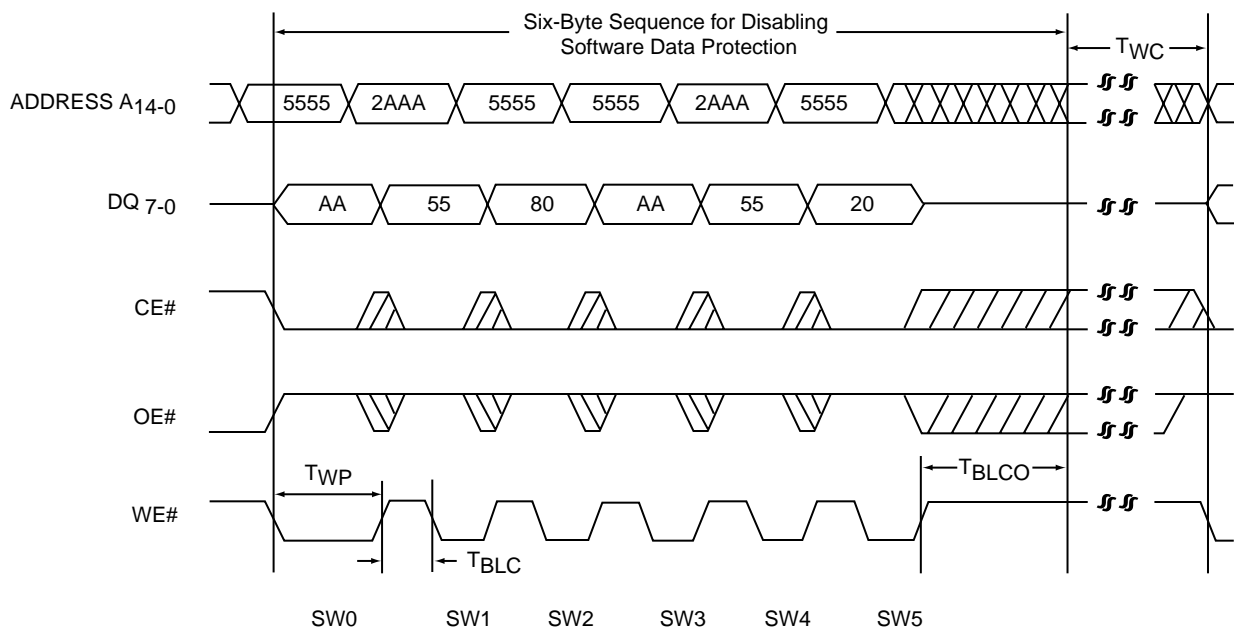 Six-Byte Sequence for Disabling
Software Data Protection
TWC
ADDRESS A14-0
5555 2AAA 5555 5555 2AAA 5555
DQ 7-0
AA 55 80 AA 55 20
CE#
OE#
TWP
TBLCO
WE#
TBLC
SW0 SW1 SW2 SW3 SW4 SW5